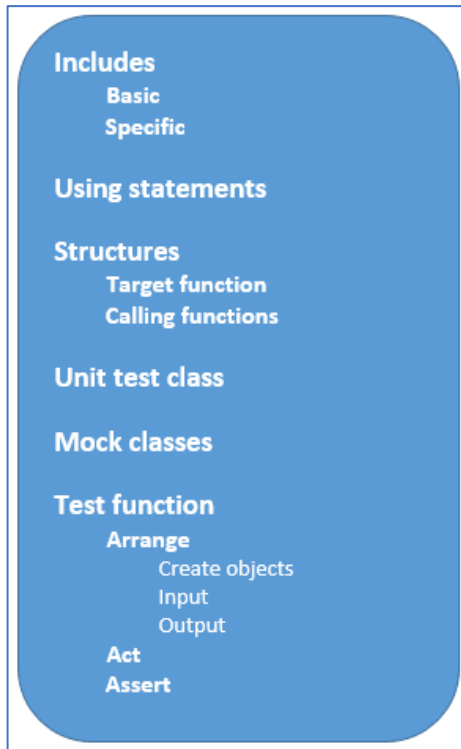 Includes
Basic
Specific
Using statements
Structures
Target function
Calling functions
Unit test class
Mock classes
Test function
Arrange
Create objects
Input
Output
Act
Assert